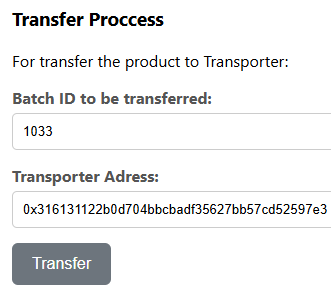 Transfer Proccess
For transfer the product to Transporter:
Batch ID to be transferred:
1033
Transporter Adress:
0x316131122b0d704bbcbadf35627bb57cd52597e3
Transfer